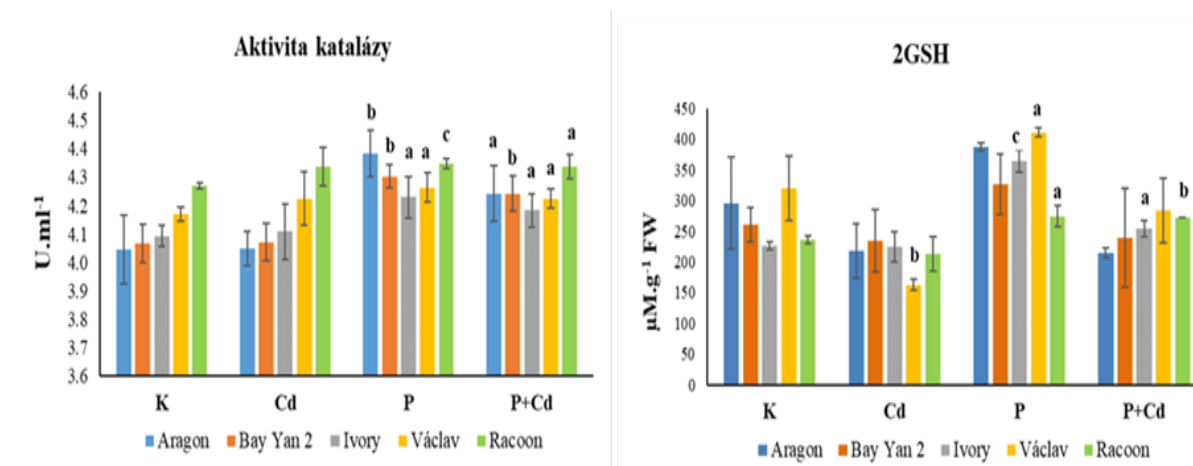 Aktivita katalázy
U.ml-1
4.6
4.5
4.4
4.3
4.2
4.1
4.0
3.9
3.8
3.7
3.6
b b a a c
a b a a a
K Cd P P+Cd
Aragon Bay Yan 2 Ivory Václav Racoon
2GSH
µM.g-1 FW
450
400
350
300
250
200
150
100
50
0
b
c a a
a b
K Cd P P+Cd
Aragon Bay Yan 2 Ivory Václav Racoon